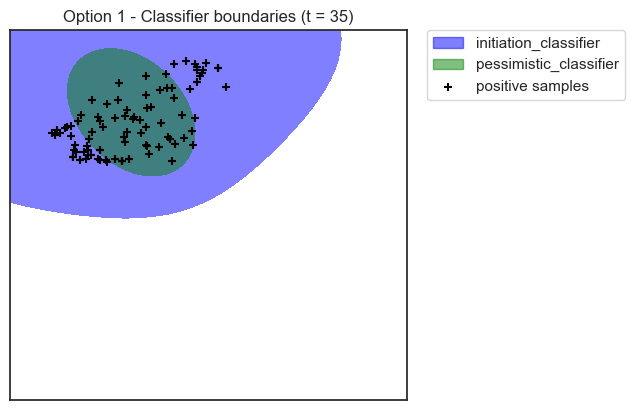 Option 1 - Classifier boundaries (t = 35)
initiation_classifier
pessimistic_classifier
positive samples